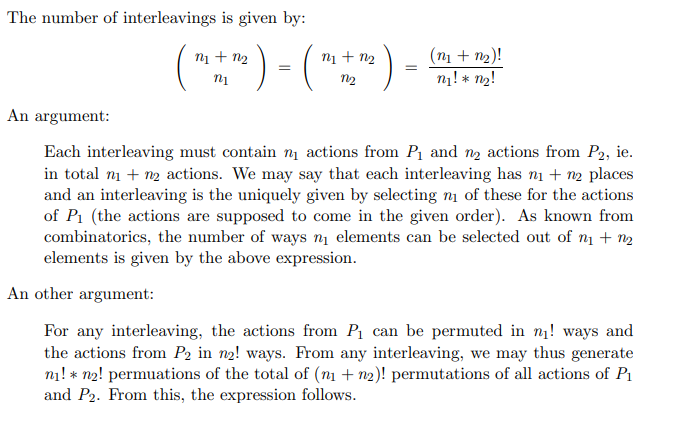 The number of interleavings is given by:
( n₁ + n₂ ) = ( n₁ + n₂ ) = (n₁ + n₂)!
n₁ n₂ n₁! * n₂!
An argument:
Each interleaving must contain n₁ actions from P₁ and n₂ actions from P₂, ie.
in total n₁ + n₂ actions. We may say that each interleaving has n₁ + n₂ places
and an interleaving is the uniquely given by selecting n₁ of these for the actions
of P₁ (the actions are supposed to come in the given order). As known from
combinatorics, the number of ways n₁ elements can be selected out of n₁ + n₂
elements is given by the above expression.
An other argument:
For any interleaving, the actions from P₁ can be permuted in n₁! ways and
the actions from P₂ in n₂! ways. From any interleaving, we may thus generate
n₁! * n₂! permuations of the total of (n₁ + n₂)! permutations of all actions of P₁
and P₂. From this, the expression follows.